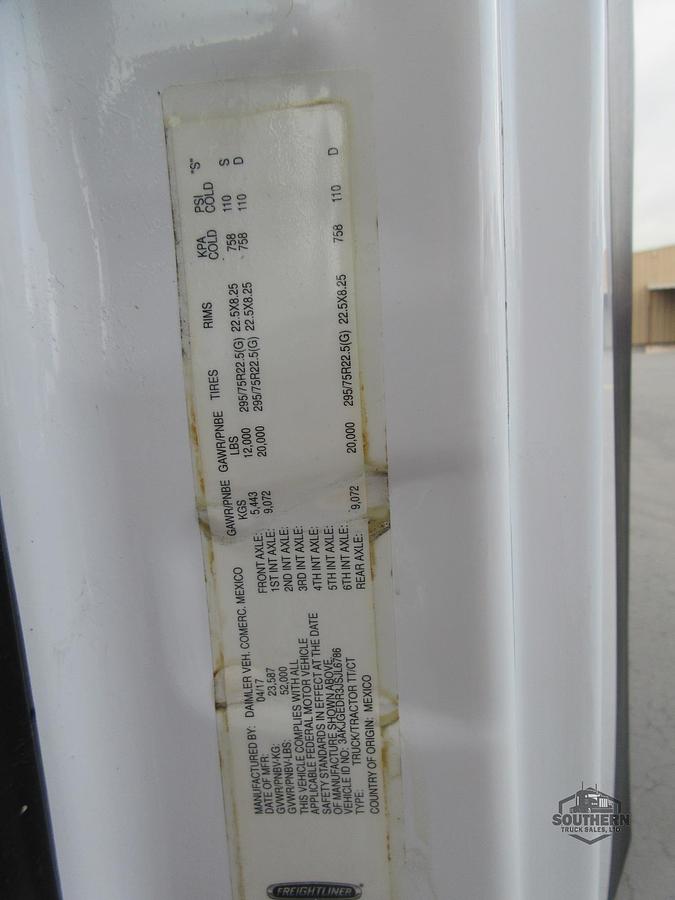 FREIGHTLINER
MANUFACTURED BY: DAIMLER VEH. COMERC. MEXICO
DATE OF MFR: 04/17
GVWR/PNBV-KG: 23,587
GVWR/PNBV-LBS: 52,000
THIS VEHICLE COMPLIES WITH ALL
APPLICABLE FEDERAL MOTOR VEHICLE
SAFETY STANDARDS IN EFFECT AT THE DATE
OF MANUFACTURE SHOWN ABOVE.
VEHICLE ID NO: 3AKJGEDR3JSJL6786
TYPE: TRUCK/TRACTOR TT/CT
COUNTRY OF ORIGIN: MEXICO
GAWR/PNBE GAWR/PNBE TIRES RIMS KPA PSI "S"
KGS LBS COLD COLD
FRONT AXLE: 5,443 12,000 295/75R22.5(G) 22.5X8.25 758 110 S
1ST INT AXLE: 9,072 20,000 295/75R22.5(G) 22.5X8.25 758 110 D
2ND INT AXLE:
3RD INT AXLE:
4TH INT AXLE:
5TH INT AXLE:
6TH INT AXLE:
REAR AXLE: 9,072 20,000 295/75R22.5(G) 22.5X8.25 758 110 D
SOUTHERN
TRUCK SALES, LTD